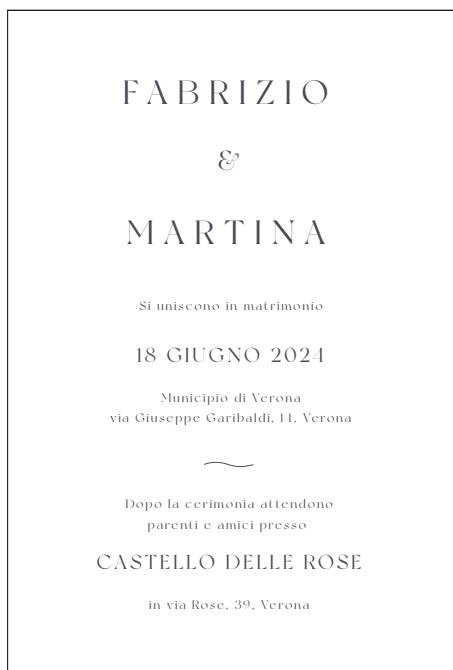 FABRIZIO
&
MARTINA
Si uniscono in matrimonio
18 GIUGNO 2024
Municipio di Verona
via Giuseppe Garibaldi, 14, Verona
Dopo la cerimonia attendono
parenti e amici presso
CASTELLO DELLE ROSE
in via Rose, 39, Verona